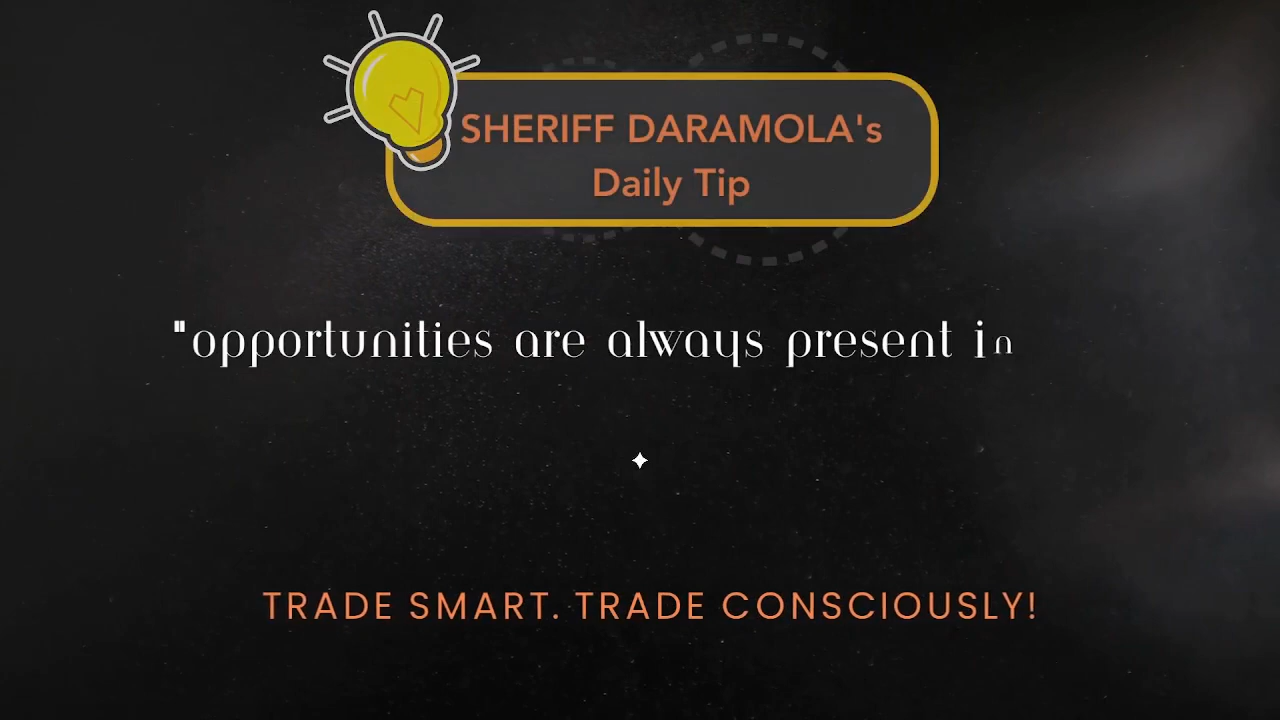 SHERIFF DARAMOLA's
Daily Tip
"opportunities are always present in
TRADE SMART. TRADE CONSCIOUSLY!